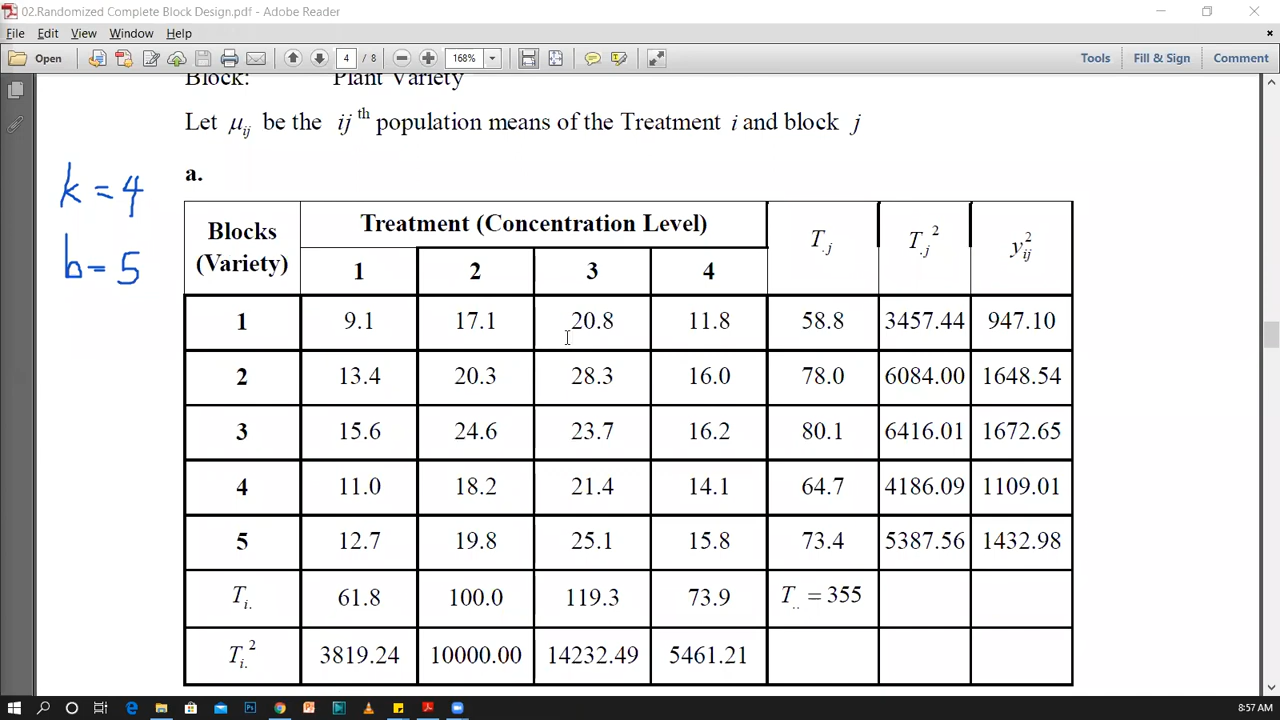 02.Randomized Complete Block Design.pdf - Adobe Reader
File Edit View Window Help
Open 4 / 8 168% Tools Fill & Sign Comment
Block: Plant Variety
Let μij be the ij th population means of the Treatment i and block j
k = 4
b = 5
a.
Blocks (Variety) Treatment (Concentration Level) T.j T.j² yij²
1 2 3 4
1 9.1 17.1 20.8 11.8 58.8 3457.44 947.10
2 13.4 20.3 28.3 16.0 78.0 6084.00 1648.54
3 15.6 24.6 23.7 16.2 80.1 6416.01 1672.65
4 11.0 18.2 21.4 14.1 64.7 4186.09 1109.01
5 12.7 19.8 25.1 15.8 73.4 5387.56 1432.98
Ti. 61.8 100.0 119.3 73.9 T.. = 355
Ti.² 3819.24 10000.00 14232.49 5461.21
8:57 AM